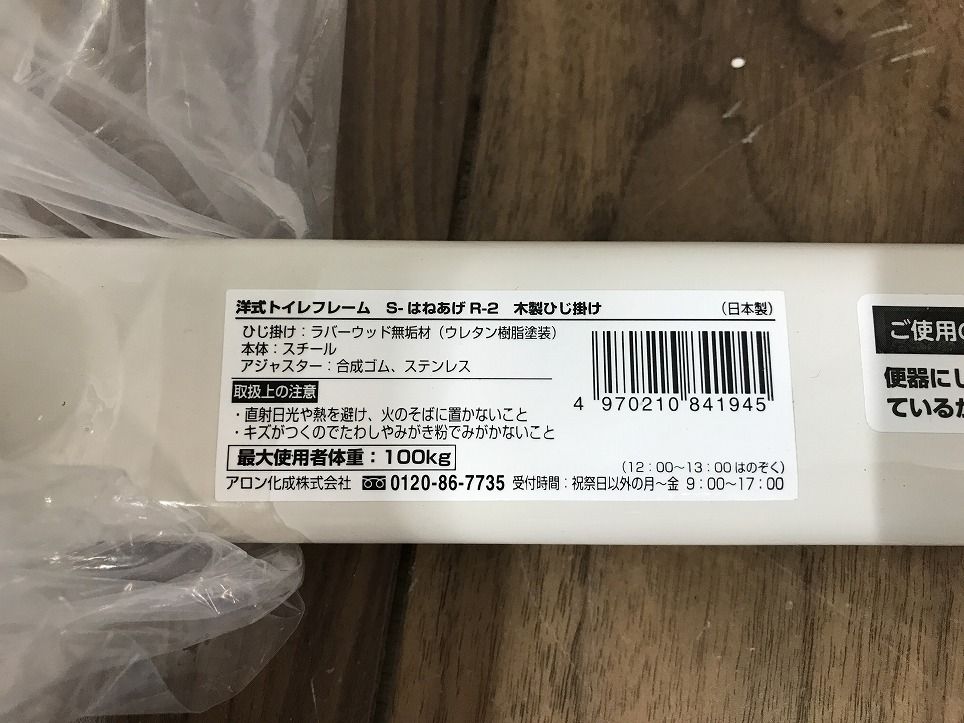 洋式トイレフレーム　S-はねあげR-2　木製ひじ掛け　（日本製）
ひじ掛け：ラバーウッド無垢材（ウレタン樹脂塗装）
本体：スチール
アジャスター：合成ゴム、ステンレス
取扱上の注意
・直射日光や熱を避け、火のそばに置かないこと
・キズがつくのでたわしやみがき粉でみがかないこと
最大使用者体重：100kg
4 970210 841945
（12：00～13：00はのぞく）
アロン化成株式会社 0120-86-7735 受付時間：祝祭日以外の月～金 9：00～17：00
ご使用の
便器にし
ているか